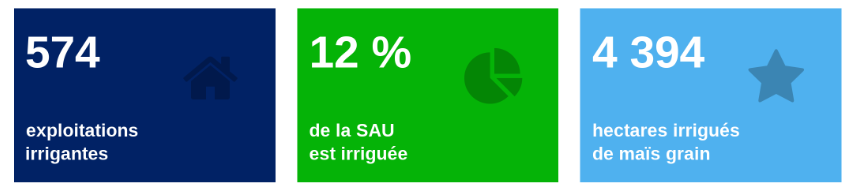 574
exploitations
irrigantes
12 %
de la SAU
est irriguée
4 394
hectares irrigués
de maïs grain